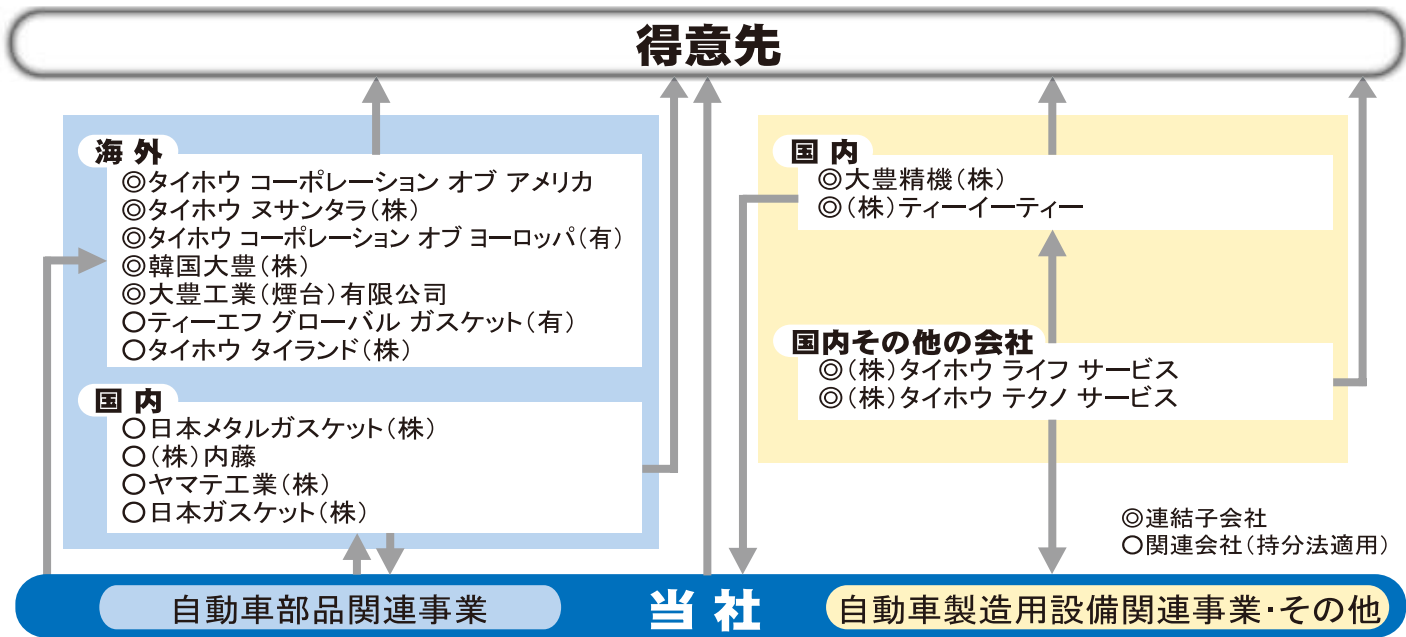 得意先
海外
◎タイホウ コーポレーション オブ アメリカ
◎タイホウ ヌサンタラ(株)
◎タイホウ コーポレーション オブ ヨーロッパ(有)
◎韓国大豊(株)
◎大豊工業(煙台)有限公司
○ティーエフ グローバル ガスケット(有)
○タイホウ タイランド(株)
国内
○日本メタルガスケット(株)
○(株)内藤
○ヤマテ工業(株)
○日本ガスケット(株)
国内
◎大豊精機(株)
◎(株)ティーイーティー
国内その他の会社
◎(株)タイホウ ライフ サービス
◎(株)タイホウ テクノ サービス
◎連結子会社
○関連会社(持分法適用)
自動車部品関連事業
当社
自動車製造用設備関連事業・その他